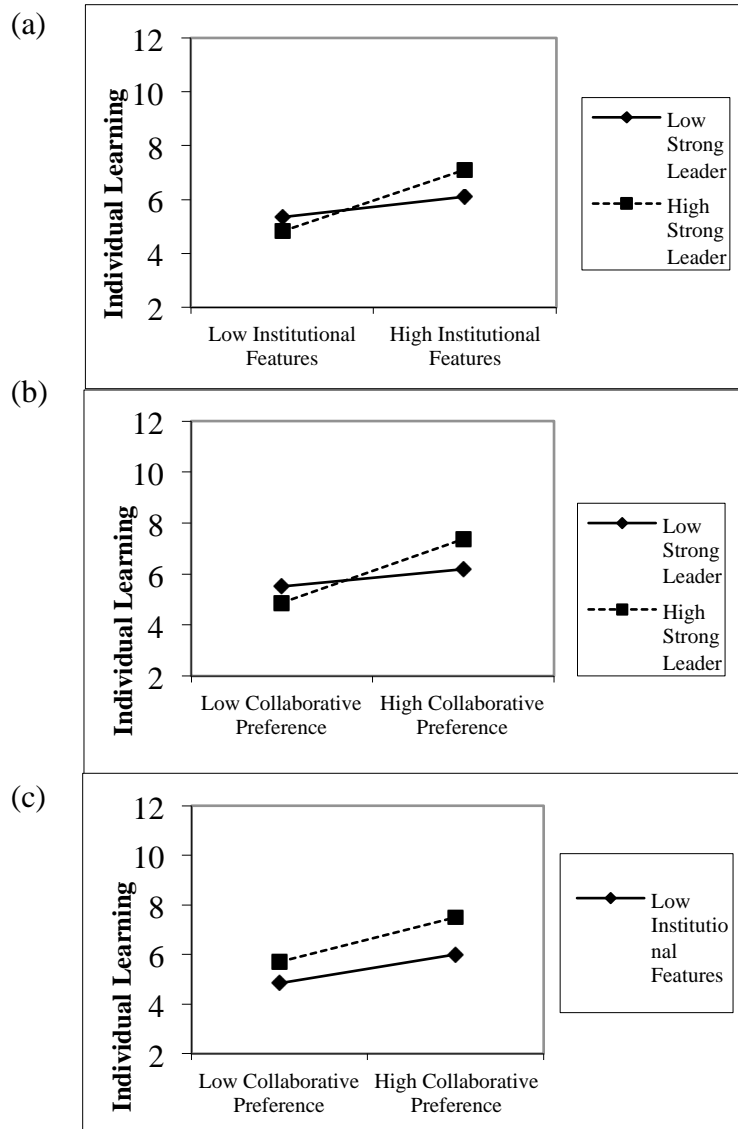 (a)
Individual Learning
12
10
8
6
4
2
Low Institutional
Features
High Institutional
Features
Low
Strong
Leader
High
Strong
Leader
(b)
Individual Learning
12
10
8
6
4
2
Low Collaborative
Preference
High Collaborative
Preference
Low
Strong
Leader
High
Strong
Leader
(c)
Individual Learning
12
10
8
6
4
2
Low Collaborative
Preference
High Collaborative
Preference
Low
Institutio
nal
Features